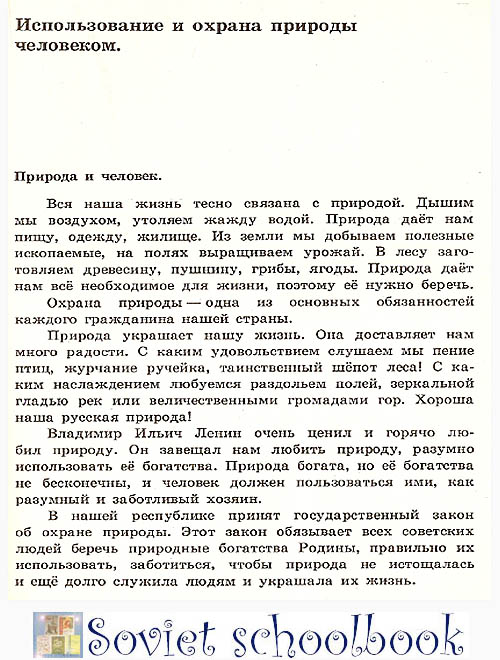 Использование и охрана природы
человеком.
Природа и человек.
Вся наша жизнь тесно связана с природой. Дышим
мы воздухом, утоляем жажду водой. Природа даёт нам
пищу, одежду, жилище. Из земли мы добываем полезные
ископаемые, на полях выращиваем урожай. В лесу заго-
товляем древесину, пушнину, грибы, ягоды. Природа даёт
нам всё необходимое для жизни, поэтому её нужно беречь.
Охрана природы — одна из основных обязанностей
каждого гражданина нашей страны.
Природа украшает нашу жизнь. Она доставляет нам
много радости. С каким удовольствием слушаем мы пение
птиц, журчание ручейка, таинственный шёпот леса! С ка-
ким наслаждением любуемся раздольем полей, зеркальной
гладью рек или величественными громадами гор. Хороша
наша русская природа!
Владимир Ильич Ленин очень ценил и горячо лю-
бил природу. Он завещал нам любить природу, разумно
использовать её богатства. Природа богата, но её богатства
не бесконечны, и человек должен пользоваться ими, как
разумный и заботливый хозяин.
В нашей республике принят государственный закон
об охране природы. Этот закон обязывает всех советских
людей беречь природные богатства Родины, правильно их
использовать, заботиться, чтобы природа не истощалась
и ещё долго служила людям и украшала их жизнь.
Soviet schoolbook